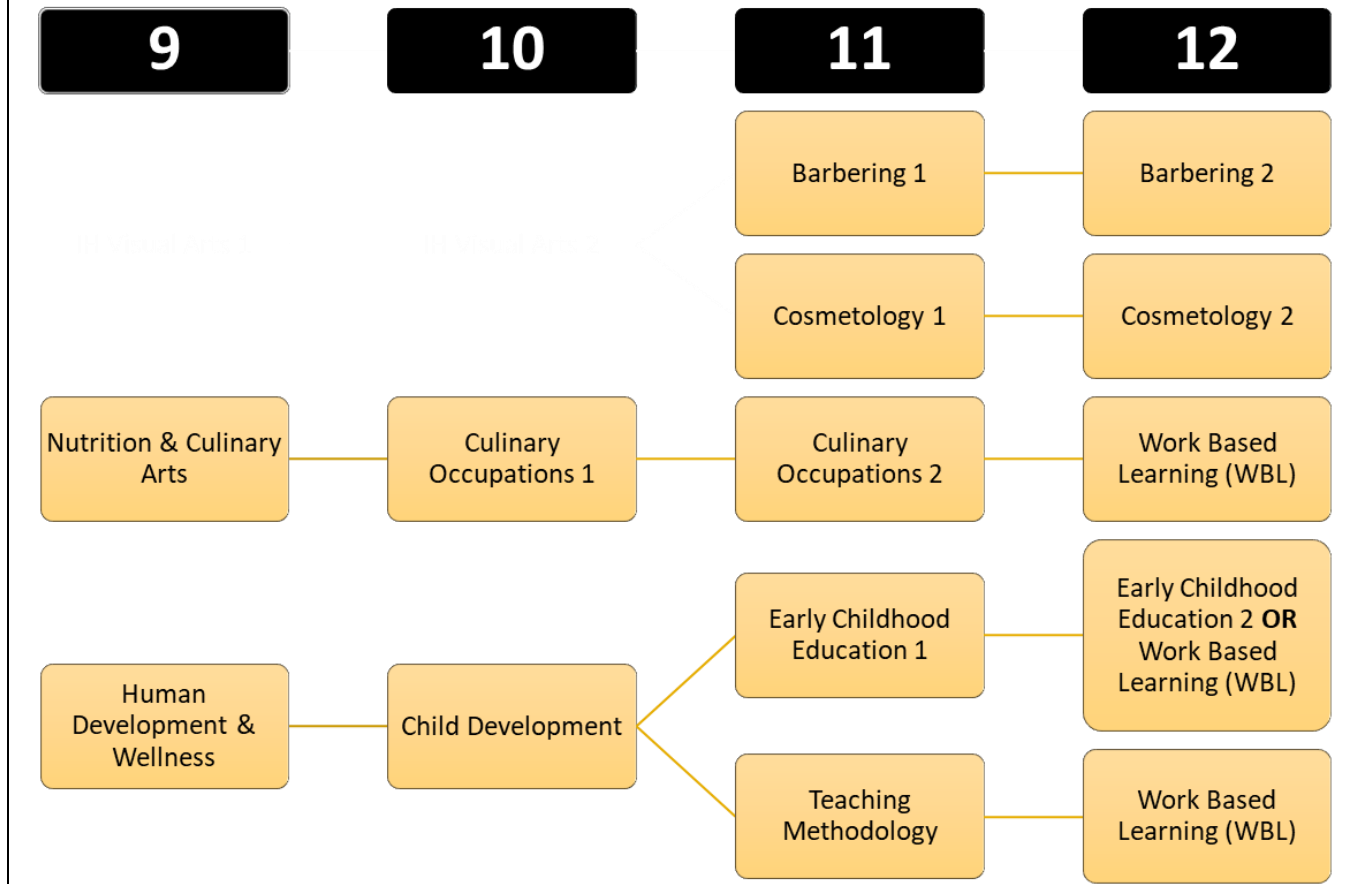 9
10
11
12
Barbering 1
Barbering 2
Cosmetology 1
Cosmetology 2
Nutrition & Culinary
Arts
Culinary
Occupations 1
Culinary
Occupations 2
Work Based
Learning (WBL)
Human
Development &
Wellness
Child Development
Early Childhood
Education 1
Early Childhood
Education 2 OR
Work Based
Learning (WBL)
Teaching
Methodology
Work Based
Learning (WBL)